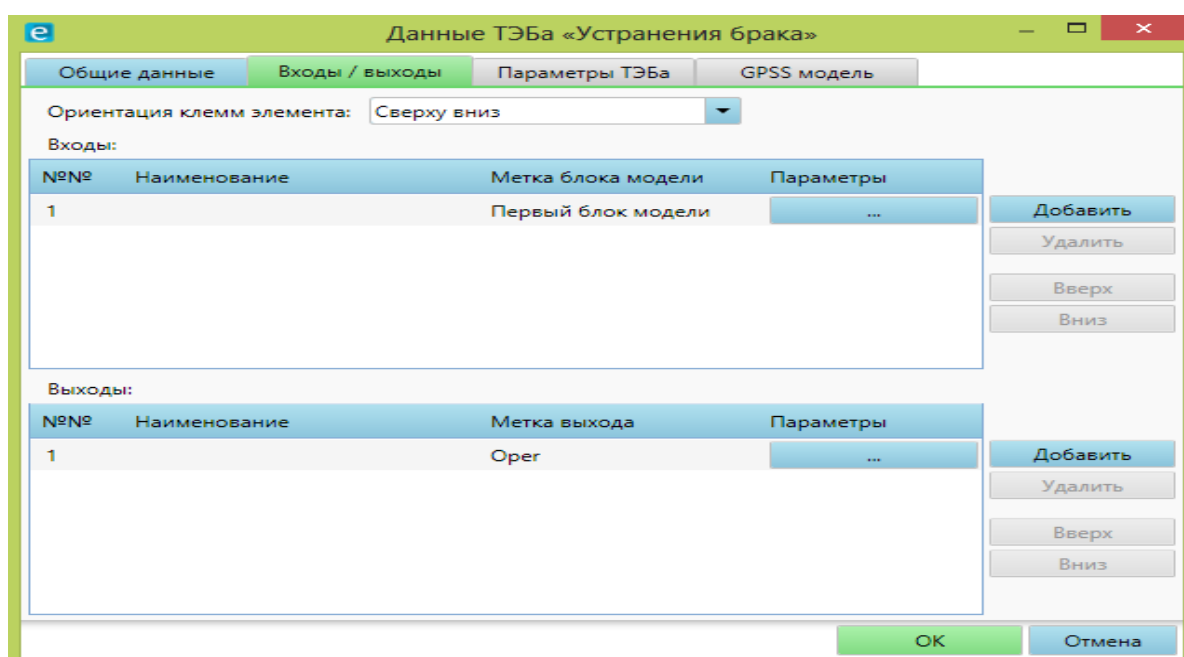 Данные ТЭБа «Устранения брака»
Общие данные Входы / выходы Параметры ТЭБа GPSS модель
Ориентация клемм элемента: Сверху вниз
Входы:
№№ Наименование Метка блока модели Параметры
1 Первый блок модели ... Добавить
Удалить
Вверх
Вниз
Выходы:
№№ Наименование Метка выхода Параметры
1 Oper ... Добавить
Удалить
Вверх
Вниз
OK Отмена